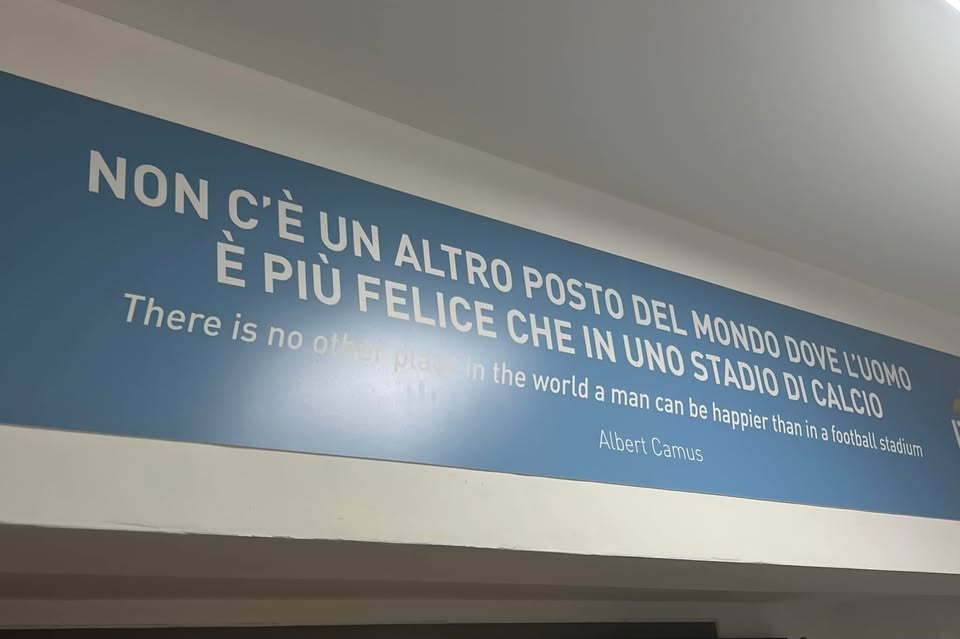 NON C'È UN ALTRO POSTO DEL MONDO DOVE L'UOMO
È PIÙ FELICE CHE IN UNO STADIO DI CALCIO
There is no other place in the world a man can be happier than in a football stadium
Albert Camus